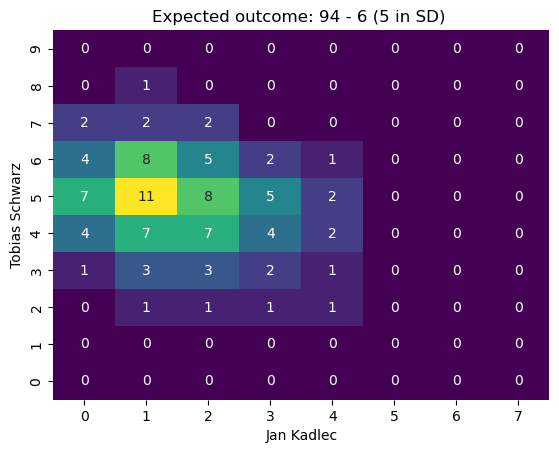 Expected outcome: 94 - 6 (5 in SD)
Tobias Schwarz
9 0 0 0 0 0 0 0 0
8 0 1 0 0 0 0 0 0
7 2 2 2 0 0 0 0 0
6 4 8 5 2 1 0 0 0
5 7 11 8 5 2 0 0 0
4 4 7 7 4 2 0 0 0
3 1 3 3 2 1 0 0 0
2 0 1 1 1 1 0 0 0
1 0 0 0 0 0 0 0 0
0 0 0 0 0 0 0 0 0
0 1 2 3 4 5 6 7
Jan Kadlec